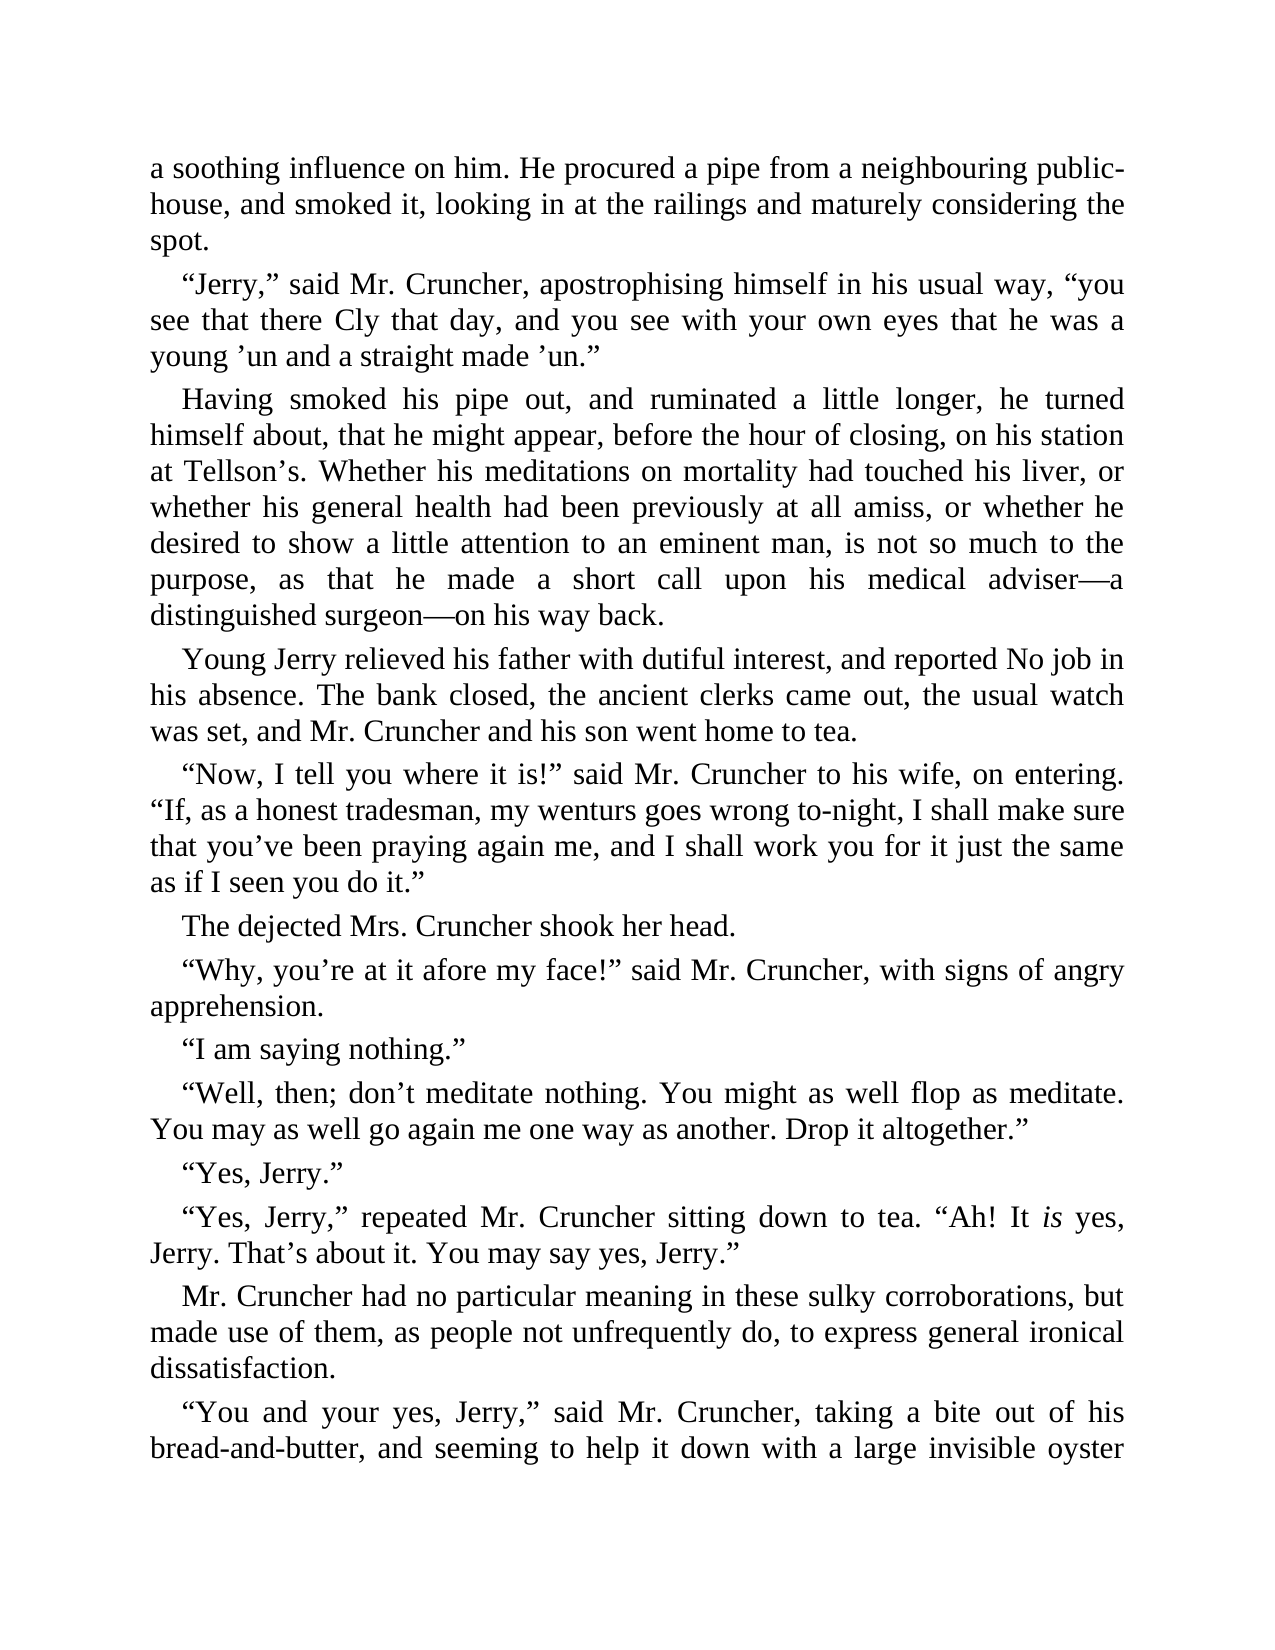 a soothing influence on him. He procured a pipe from a neighbouring public-
house, and smoked it, looking in at the railings and maturely considering the
spot.
“Jerry,” said Mr. Cruncher, apostrophising himself in his usual way, “you
see that there Cly that day, and you see with your own eyes that he was a
young ’un and a straight made ’un.”
Having smoked his pipe out, and ruminated a little longer, he turned
himself about, that he might appear, before the hour of closing, on his station
at Tellson’s. Whether his meditations on mortality had touched his liver, or
whether his general health had been previously at all amiss, or whether he
desired to show a little attention to an eminent man, is not so much to the
purpose, as that he made a short call upon his medical adviser—a
distinguished surgeon—on his way back.
Young Jerry relieved his father with dutiful interest, and reported No job in
his absence. The bank closed, the ancient clerks came out, the usual watch
was set, and Mr. Cruncher and his son went home to tea.
“Now, I tell you where it is!” said Mr. Cruncher to his wife, on entering.
“If, as a honest tradesman, my wenturs goes wrong to-night, I shall make sure
that you’ve been praying again me, and I shall work you for it just the same
as if I seen you do it.”
The dejected Mrs. Cruncher shook her head.
“Why, you’re at it afore my face!” said Mr. Cruncher, with signs of angry
apprehension.
“I am saying nothing.”
“Well, then; don’t meditate nothing. You might as well flop as meditate.
You may as well go again me one way as another. Drop it altogether.”
“Yes, Jerry.”
“Yes, Jerry,” repeated Mr. Cruncher sitting down to tea. “Ah! It is yes,
Jerry. That’s about it. You may say yes, Jerry.”
Mr. Cruncher had no particular meaning in these sulky corroborations, but
made use of them, as people not unfrequently do, to express general ironical
dissatisfaction.
“You and your yes, Jerry,” said Mr. Cruncher, taking a bite out of his
bread-and-butter, and seeming to help it down with a large invisible oyster